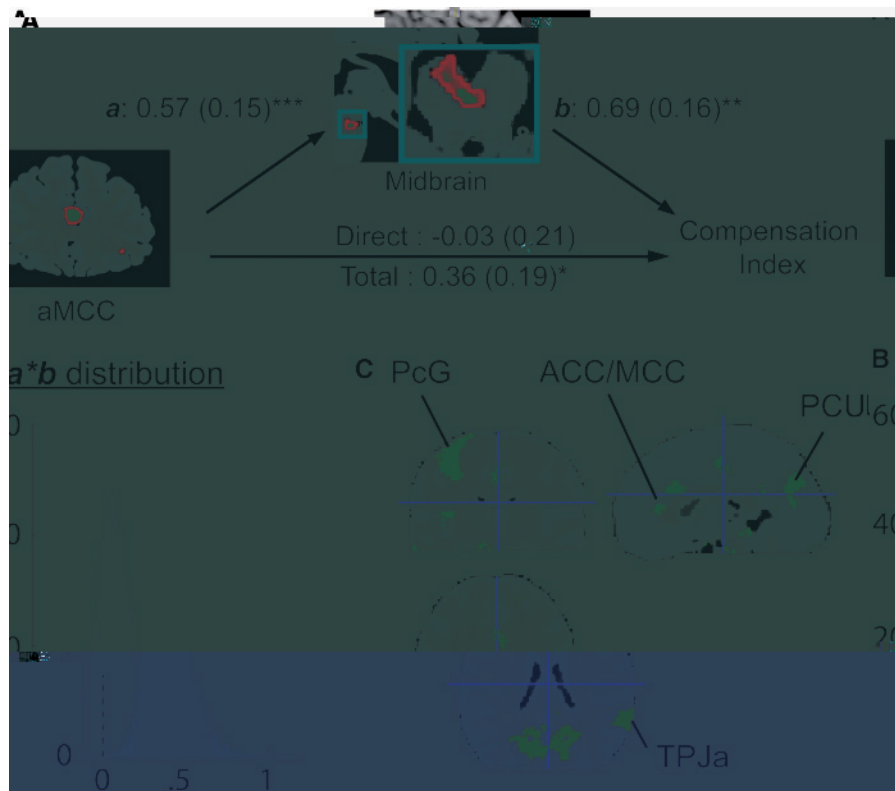 A
a: 0.57 (0.15)***
b: 0.69 (0.16)**
Midbrain
Direct : -0.03 (0.21)
Total : 0.36 (0.19)*
Compensation
Index
aMCC
a*b distribution
C
PcG
ACC/MCC
B
PCU
60
40
20
0
0 .5 1
TPJa